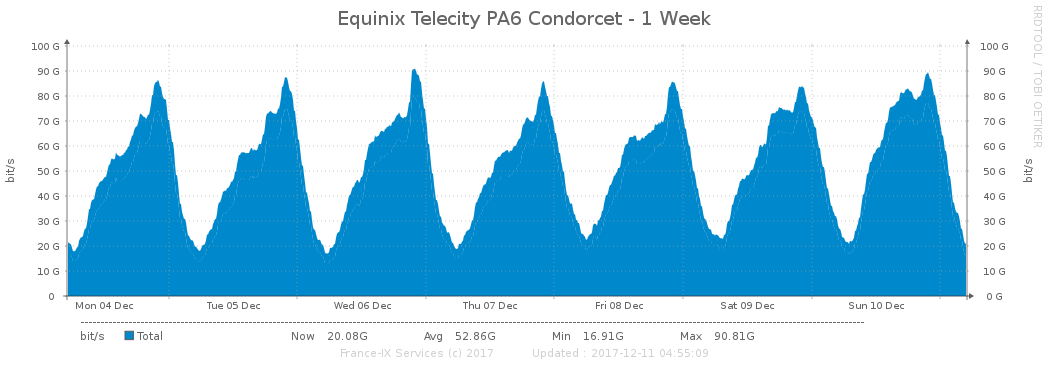 Equinix Telecity PA6 Condorcet - 1 Week
RRDTOOL / TOBI OETIKER
bit/s
100 G
90 G
80 G
70 G
60 G
50 G
40 G
30 G
20 G
10 G
0
100 G
90 G
80 G
70 G
60 G
50 G
40 G
30 G
20 G
10 G
0 G
bit/s
Mon 04 Dec Tue 05 Dec Wed 06 Dec Thu 07 Dec Fri 08 Dec Sat 09 Dec Sun 10 Dec
bit/s Total Now 20.08G Avg 52.86G Min 16.91G Max 90.81G
France-IX Services (c) 2017 Updated : 2017-12-11 04:55:09